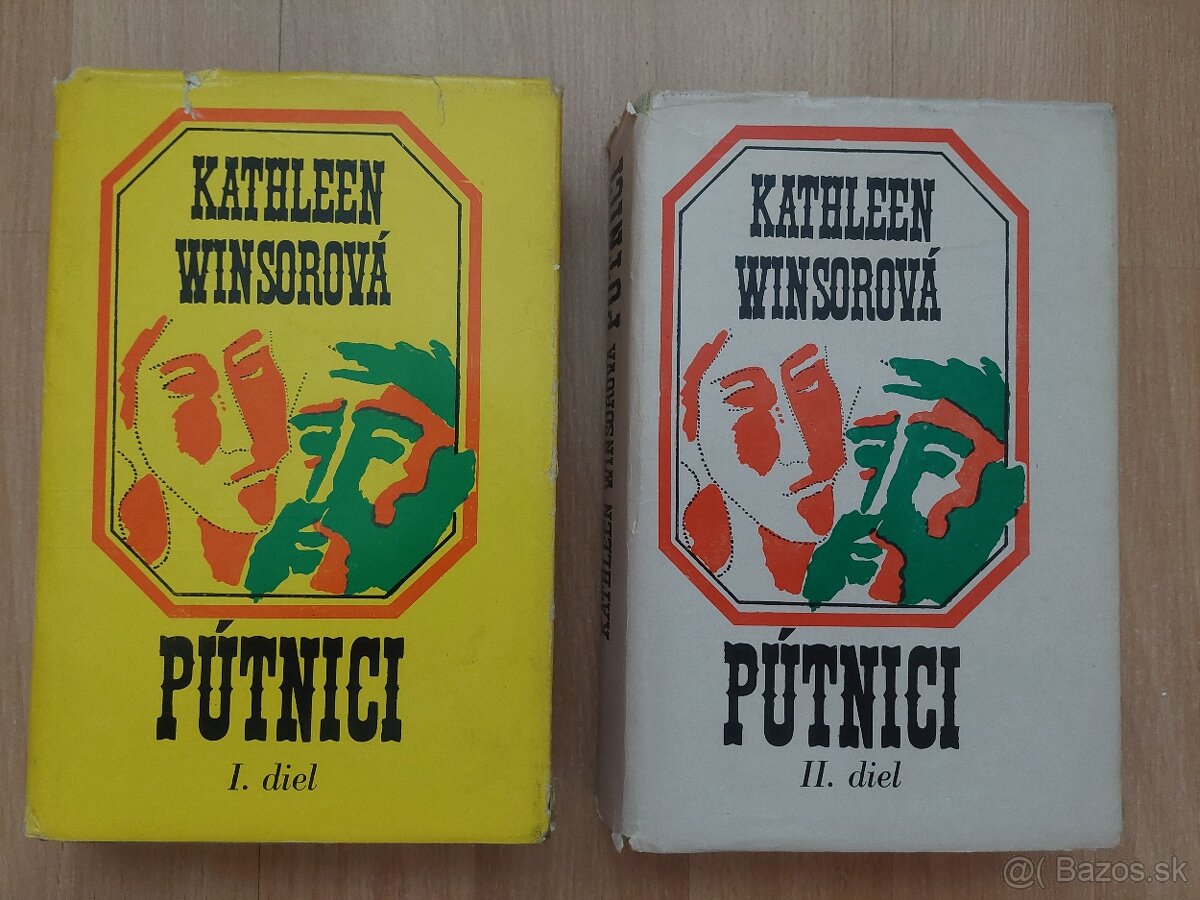 KATHLEEN
WINSOROVÁ
PÚTNICI
I. diel
KATHLEEN WINSOROVÁ PÚTNICI
KATHLEEN
WINSOROVÁ
PÚTNICI
II. diel
@( Bazos.sk